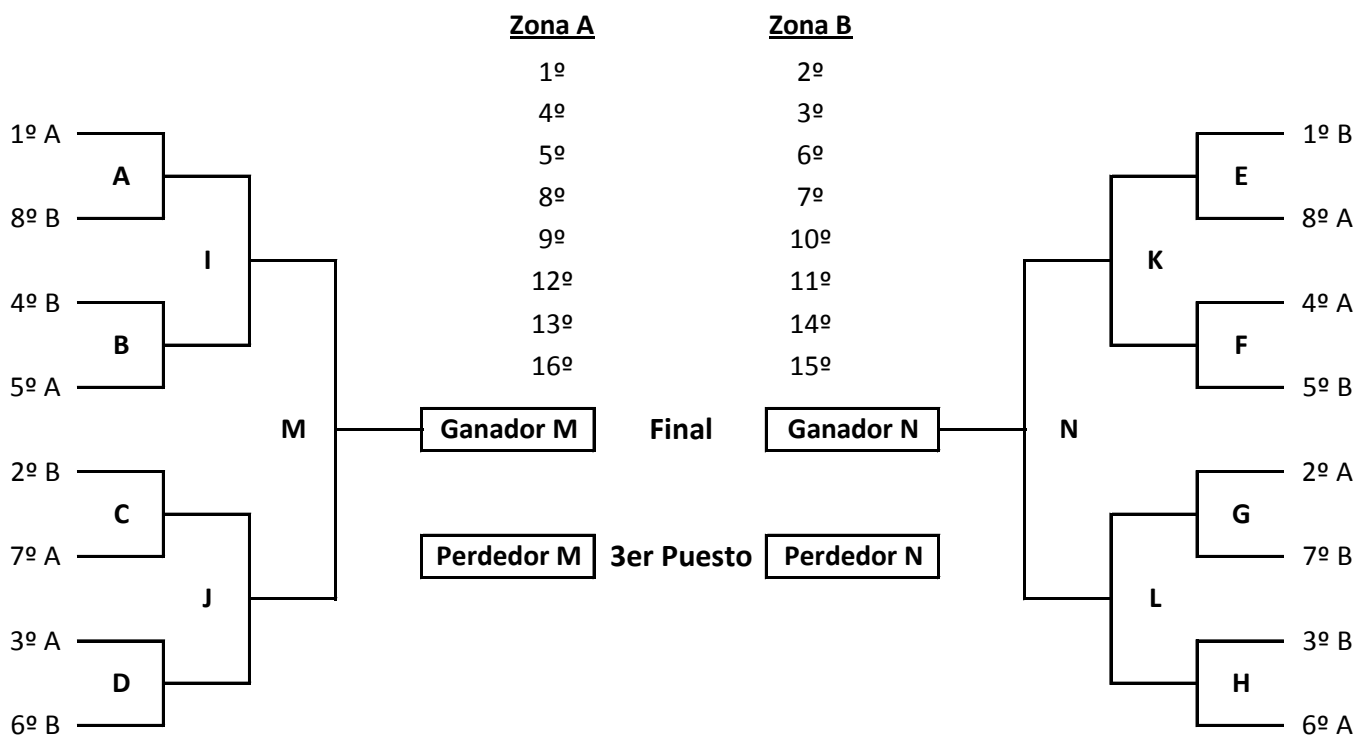 Zona A Zona B
1º 2º
4º 3º
1º A 1º B
5º 6º
A E
8º 7º
8º B 8º A
9º 10º
I K
12º 11º
4º B 4º A
13º 14º
B F
16º 15º
5º A 5º B
M Ganador M Final Ganador N N
2º B 2º A
C G
7º A Perdedor M 3er Puesto Perdedor N 7º B
J L
3º A 3º B
D H
6º B 6º A